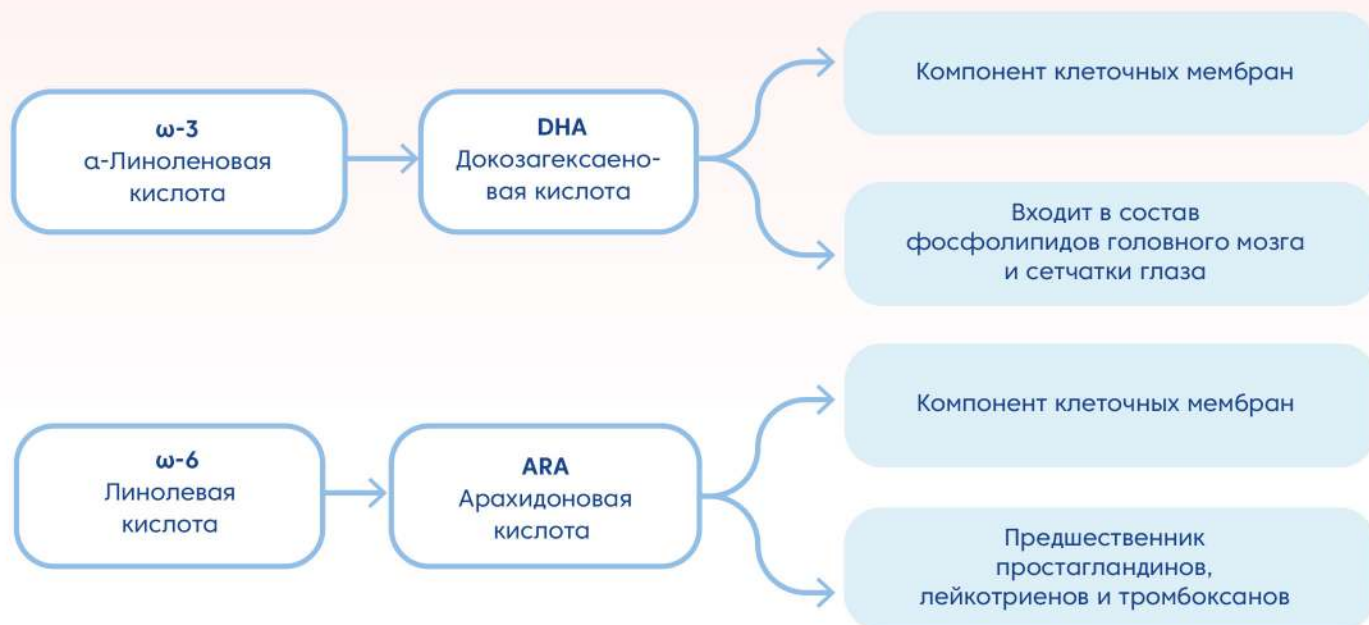 ω-3
α-Линоленовая
кислота
DHA
Докозагексаено-
вая кислота
Компонент клеточных мембран
Входит в состав
фосфолипидов головного мозга
и сетчатки глаза
ω-6
Линолевая
кислота
ARA
Арахидоновая
кислота
Компонент клеточных мембран
Предшественник
простагландинов,
лейкотриенов и тромбоксанов